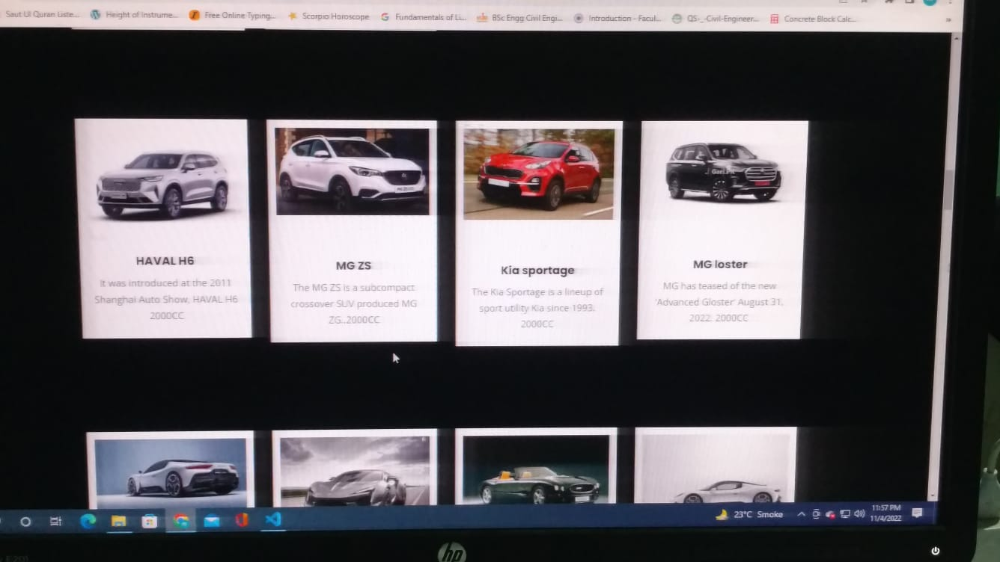 Saut Ul Quran Liste...
Height of Instrume...
Free Online Typing...
Scorpio Horoscope
Fundamentals of Li...
BSc Engg Civil Engi...
Introduction - Facul...
QS-_-Civil-Engineer...
Concrete Block Calc...
»
HAVAL H6
It was introduced at the 2011
Shanghai Auto Show, HAVAL H6
2000CC
MG ZS
The MG ZS is a subcompact
crossover SUV produced MG
ZG..2000CC
Kia sportage
The Kia Sportage is a lineup of
sport utility Kia since 1993.
2000CC
MG loster
MG has teased of the new
'Advanced Gloster' August 31,
2022. 2000CC
23°C Smoke
11:57 PM
11/4/2022
hp